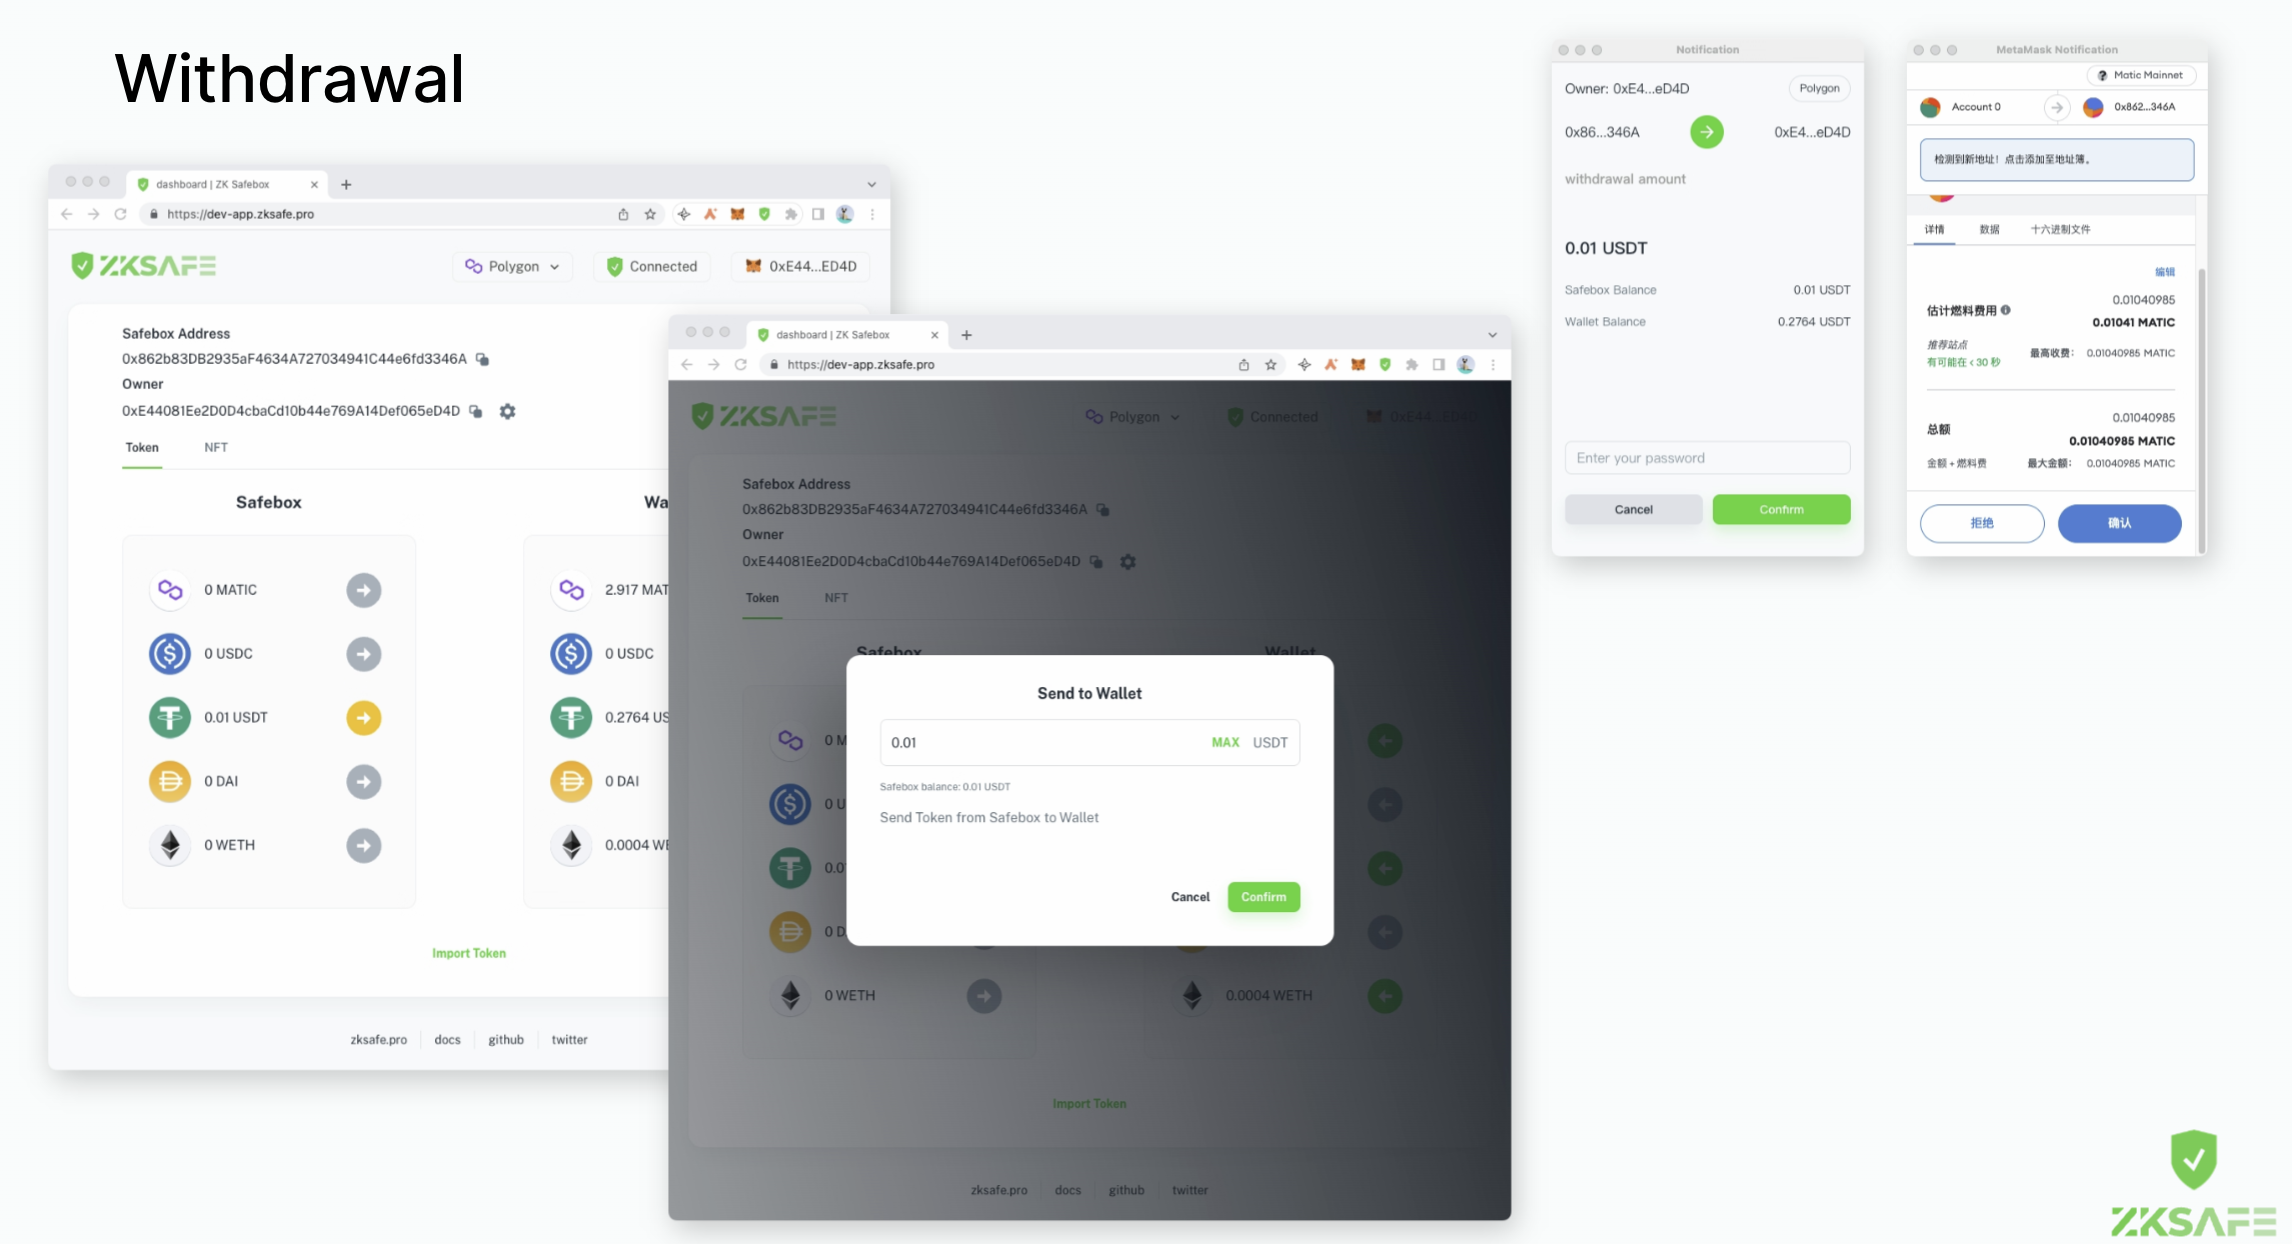 Withdrawal
dashboard | ZK Safebox
https://dev-app.zksafe.pro
ZKSAFE
Polygon
Connected
0xE44...ED4D
Safebox Address
0x862b83DB2935aF4634A727034941C44e6fd3346A
Owner
0xE44081Ee2D0D4cbaCd10b44e769A14Def065eD4D
Token
NFT
Safebox
Wa
0 MATIC
2.917 MAT
0 USDC
0 USDC
0.01 USDT
0.2764 US
0 DAI
0 DAI
0 WETH
0.0004 WE
Import Token
zksafe.pro
docs
github
twitter
dashboard | ZK Safebox
https://dev-app.zksafe.pro
ZKSAFE
Polygon
Connected
0xE44...ED4D
Safebox Address
0x862b83DB2935aF4634A727034941C44e6fd3346A
Owner
0xE44081Ee2D0D4cbaCd10b44e769A14Def065eD4D
Token
NFT
Safebox
Wallet
0 M
0 U
0.0
0 D
Send to Wallet
0.01
MAX
USDT
Safebox balance: 0.01 USDT
Send Token from Safebox to Wallet
Cancel
Confirm
0 WETH
0.0004 WETH
Import Token
zksafe.pro
docs
github
twitter
Notification
Owner: 0xE4...eD4D
Polygon
0x86...346A
0xE4...eD4D
withdrawal amount
0.01 USDT
Safebox Balance
0.01 USDT
Wallet Balance
0.2764 USDT
Enter your password
Cancel
Confirm
MetaMask Notification
Matic Mainnet
Account 0
0x862...346A
检测到新地址！点击添加至地址簿。
详情
数据
十六进制文件
编辑
0.01040985
估计燃料费用
0.01041 MATIC
推荐站点
有可能在 < 30 秒
最高收费：
0.01040985 MATIC
0.01040985
总额
0.01040985 MATIC
金额 + 燃料费
最大金额：
0.01040985 MATIC
拒绝
确认
ZKSAFE